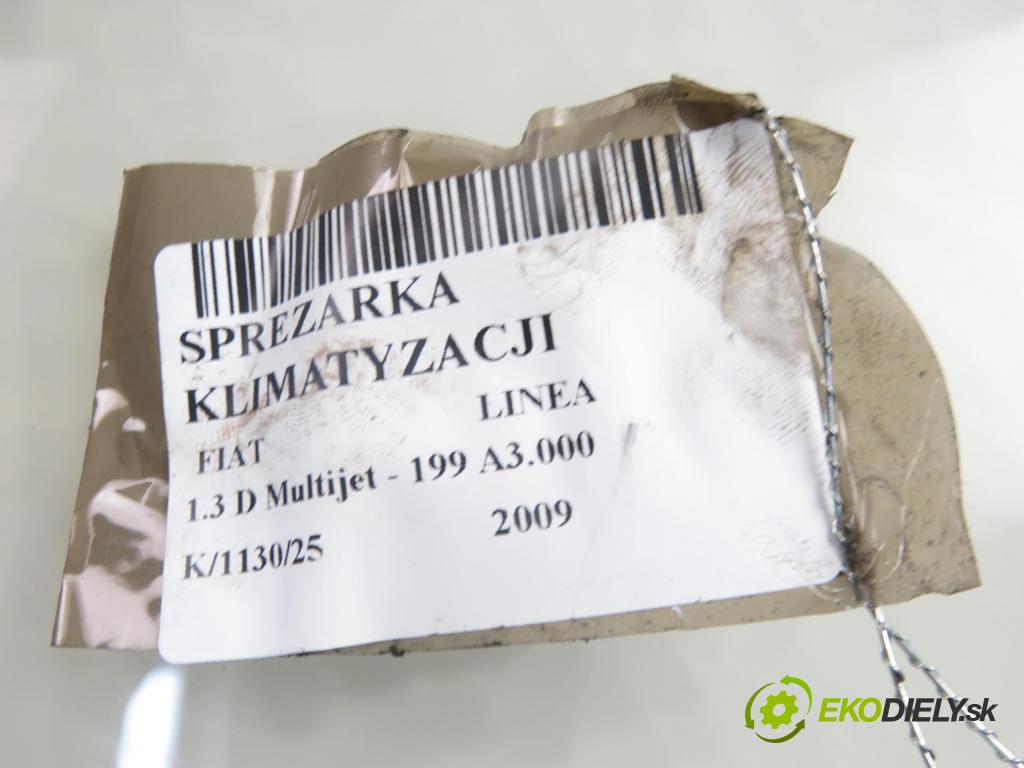 SPREZARKA
KLIMATYZACJI
FIAT LINEA
1.3 D Multijet - 199 A3.000
K/1130/25 2009
EKODIELY.sk